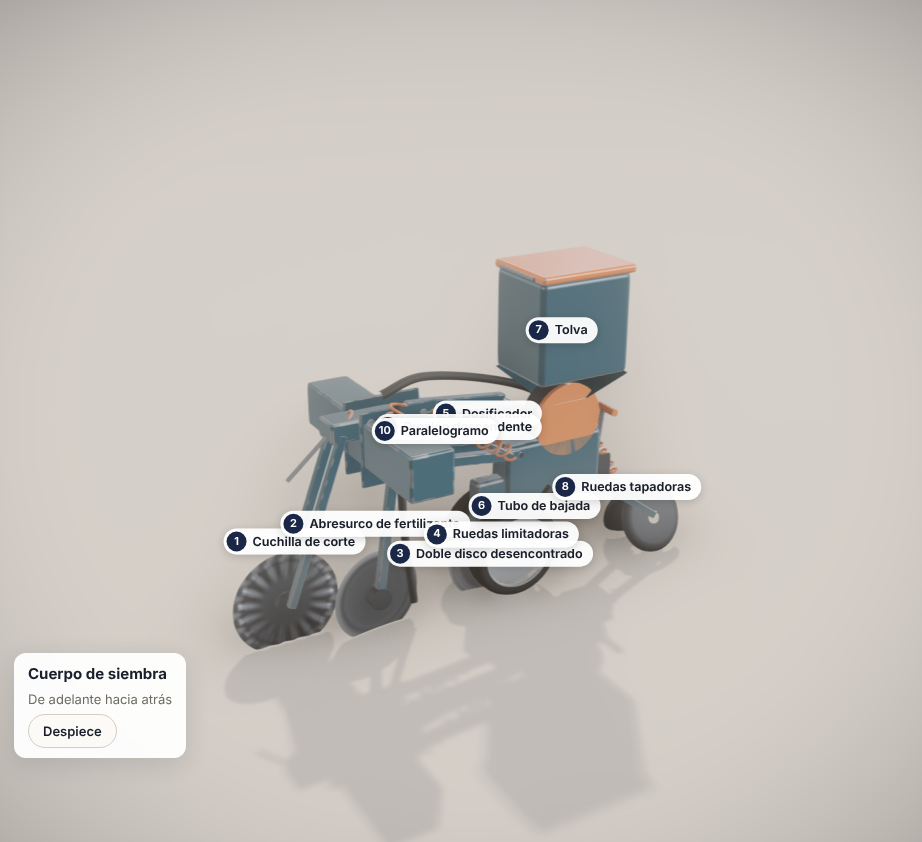 7 Tolva
5 Dosificador
dente
10 Paralelogramo
8 Ruedas tapadoras
6 Tubo de bajada
2 Abresurco de
4 Ruedas limitadoras
1 Cuchilla de corte
3 Doble disco desencontrado
Cuerpo de siembra
De adelante hacia atrás
Despiece